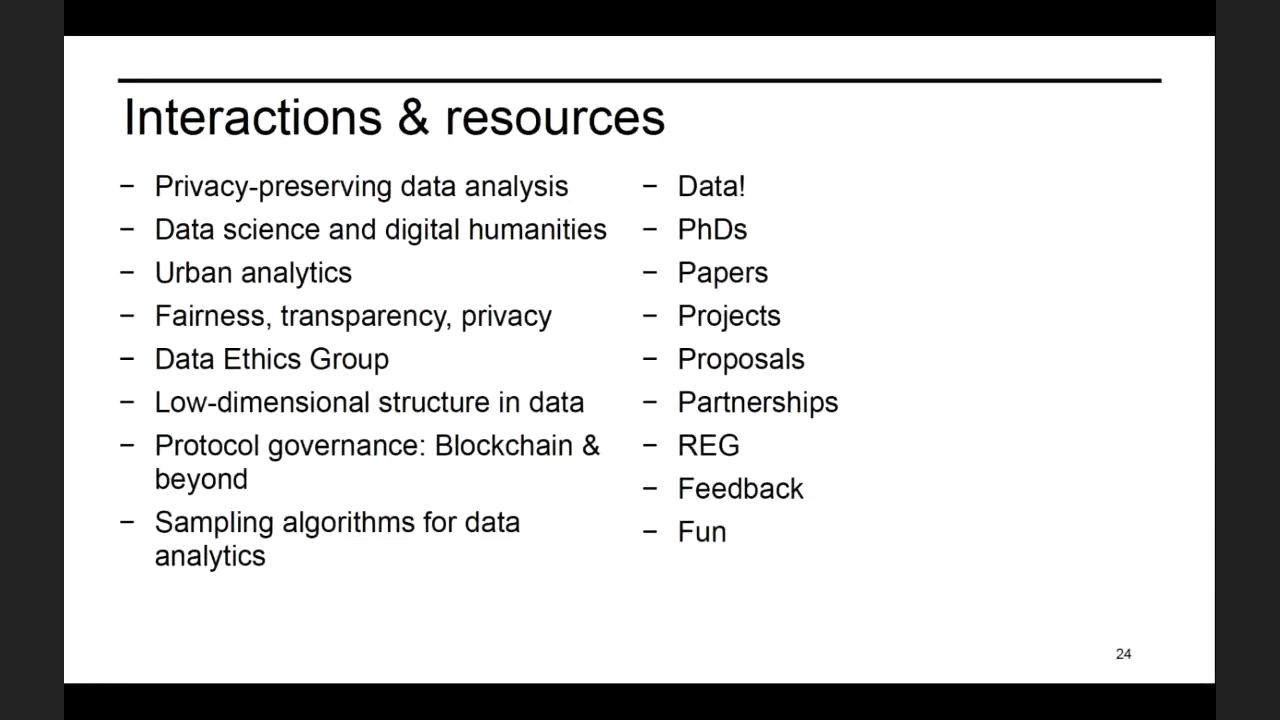 Interactions & resources
– Privacy-preserving data analysis
– Data science and digital humanities
– Urban analytics
– Fairness, transparency, privacy
– Data Ethics Group
– Low-dimensional structure in data
– Protocol governance: Blockchain &
beyond
– Sampling algorithms for data
analytics
– Data!
– PhDs
– Papers
– Projects
– Proposals
– Partnerships
– REG
– Feedback
– Fun
24